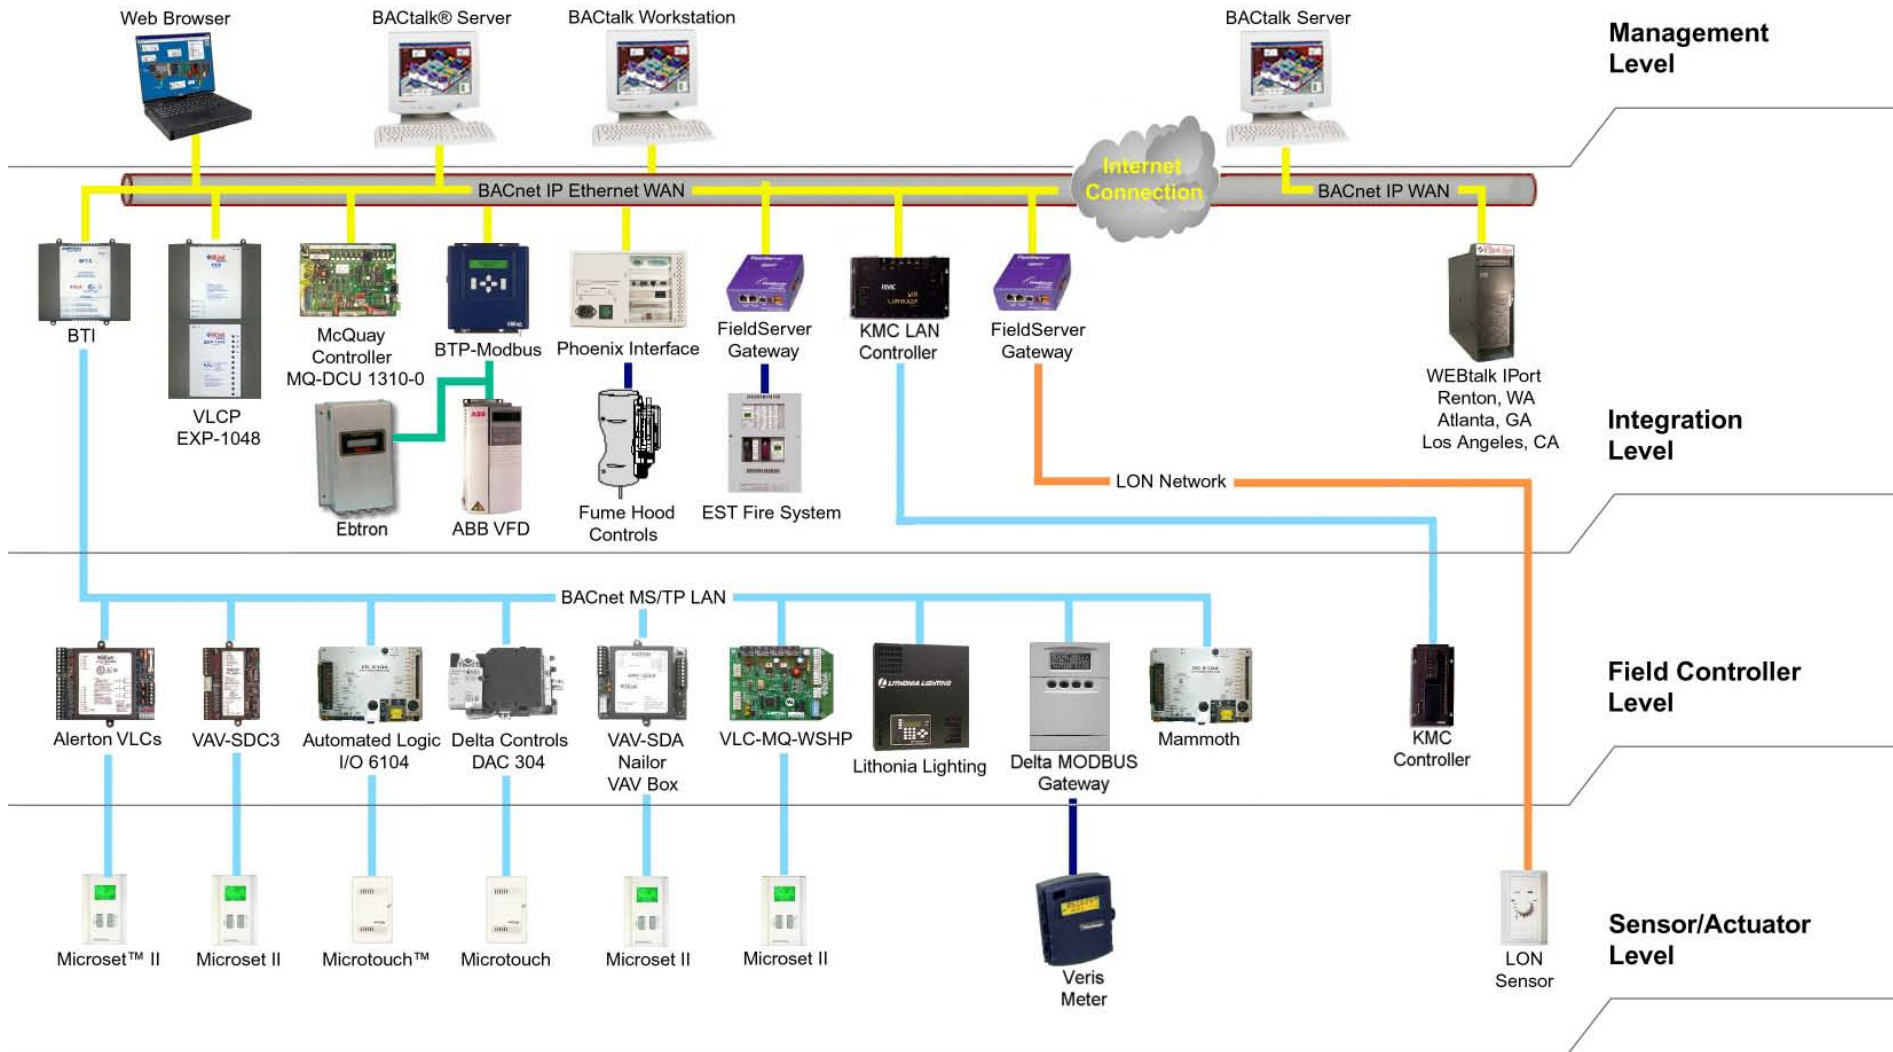 Web Browser
BACtalk® Server
BACtalk Workstation
BACtalk Server
Management
Level
Internet
Connection
BACnet IP Ethernet WAN
BACnet IP WAN
BTI
VLCP
EXP-1048
McQuay
Controller
MQ-DCU 1310-0
BTP-Modbus
Phoenix Interface
FieldServer
Gateway
KMC LAN
Controller
FieldServer
Gateway
WEBtalk IPort
Renton, WA
Atlanta, GA
Los Angeles, CA
Integration
Level
ABB
KMC
Ebtron
ABB VFD
Fume Hood
Controls
EST Fire System
LON Network
BACnet MS/TP LAN
LITHONIA LIGHTING
Alerton VLCs
VAV-SDC3
Automated Logic
I/O 6104
Delta Controls
DAC 304
VAV-SDA
Nailor
VAV Box
VLC-MQ-WSHP
Lithonia Lighting
Delta MODBUS
Gateway
Mammoth
KMC
Controller
Field Controller
Level
Microset™ II
Microset II
Microtouch™
Microtouch
Microset II
Microset II
Veris
Meter
LON
Sensor
Sensor/Actuator
Level